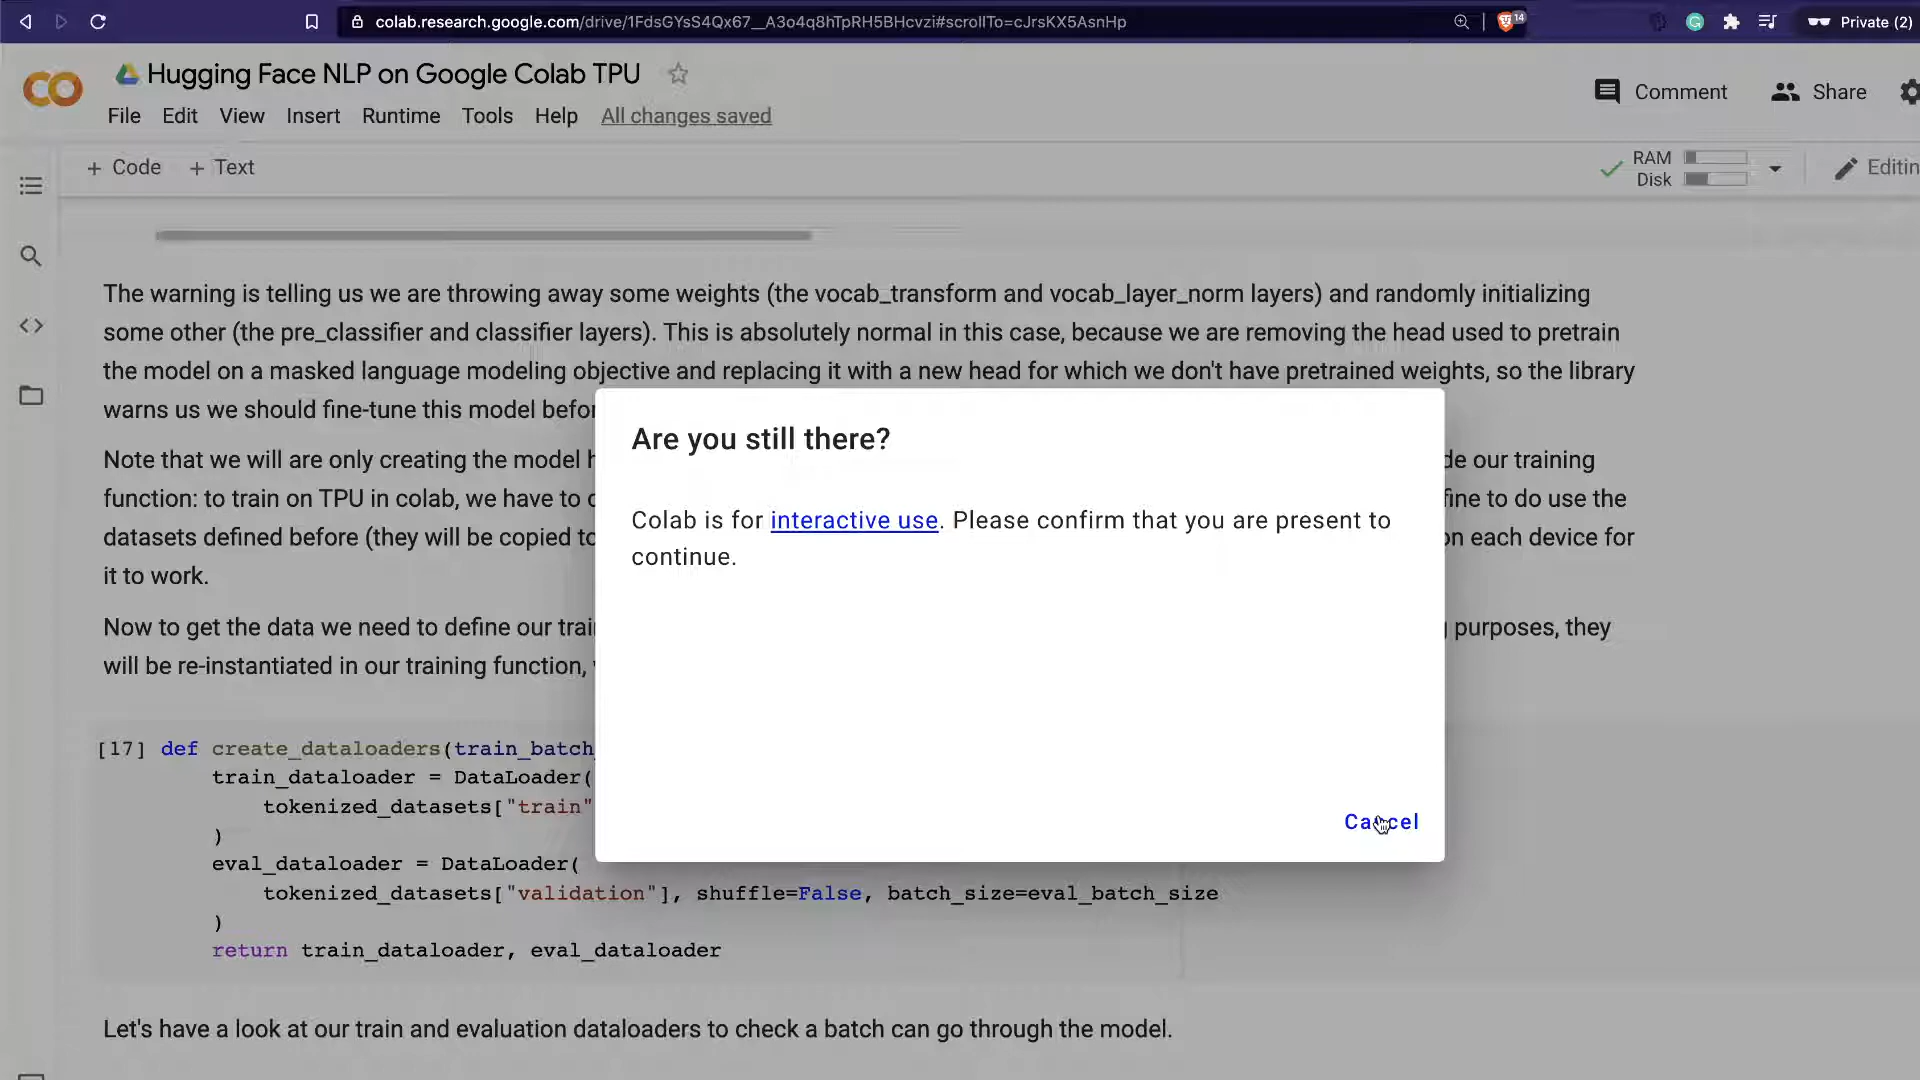 colab.research.google.com/drive/1FdsGYsS4Qx67__A3o4q8hTpRH5BHcvzi#scrollTo=cJrsKX5AsnHp
14
Private (2)
Hugging Face NLP on Google Colab TPU
Comment
Share
File Edit View Insert Runtime Tools Help All changes saved
+ Code + Text
RAM
Disk
Editin
The warning is telling us we are throwing away some weights (the vocab_transform and vocab_layer_norm layers) and randomly initializing
some other (the pre_classifier and classifier layers). This is absolutely normal in this case, because we are removing the head used to pretrain
the model on a masked language modeling objective and replacing it with a new head for which we don't have pretrained weights, so the library
warns us we should fine-tune this model befor
Note that we will are only creating the model h
de our training
function: to train on TPU in colab, we have to c
fine to do use the
datasets defined before (they will be copied to
on each device for
it to work.
Now to get the data we need to define our trai
purposes, they
will be re-instantiated in our training function,
Are you still there?
Colab is for interactive use. Please confirm that you are present to
continue.
Cancel
[17] def create_dataloaders(train_batch_
train_dataloader = DataLoader(
tokenized_datasets["train"
)
eval_dataloader = DataLoader(
tokenized_datasets["validation"], shuffle=False, batch_size=eval_batch_size
)
return train_dataloader, eval_dataloader
Let's have a look at our train and evaluation dataloaders to check a batch can go through the model.